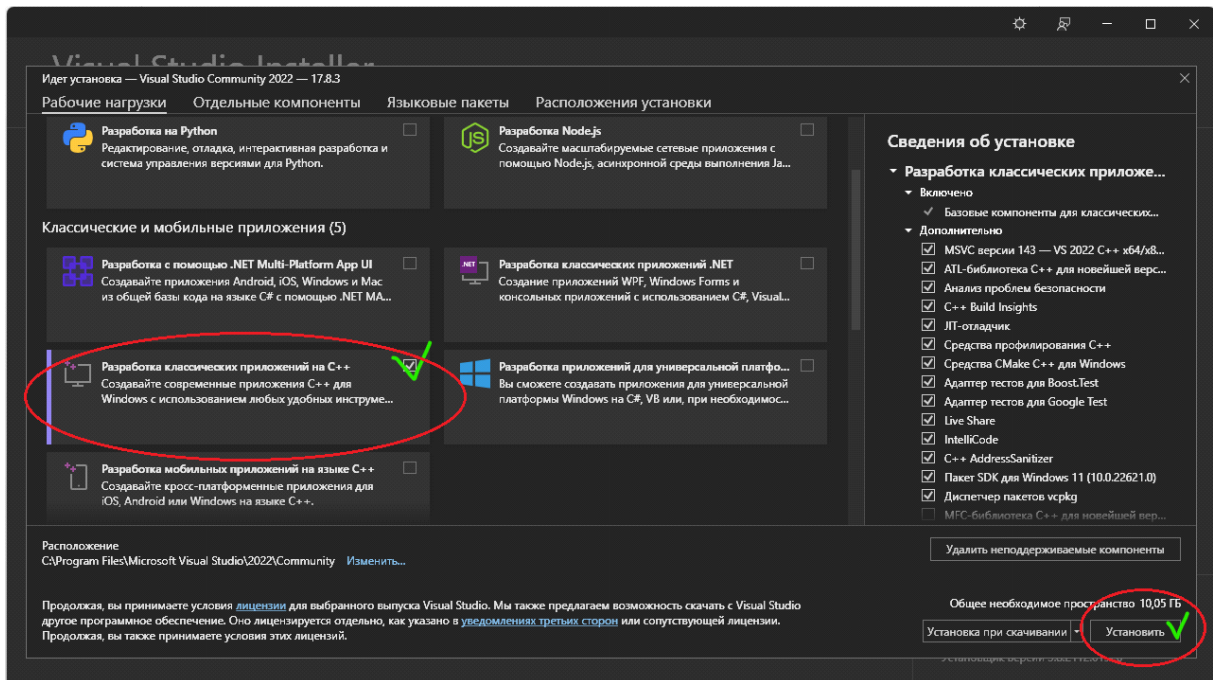 Visual Studio Installer
Идет установка — Visual Studio Community 2022 — 17.8.3
Рабочие нагрузки
Отдельные компоненты
Языковые пакеты
Расположения установки
Разработка на Python
Редактирование, отладка, интерактивная разработка и
система управления версиями для Python.
Разработка Node.js
Создавайте масштабируемые сетевые приложения с
помощью Node.js, асинхронной среды выполнения Ja...
Классические и мобильные приложения (5)
Разработка с помощью .NET Multi-Platform App UI
Создавайте приложения Android, iOS, Windows и Mac
из общей базы кода на языке C# с помощью .NET MA...
.NET
Разработка классических приложений .NET
Создание приложений WPF, Windows Forms и
консольных приложений с использованием C#, Visual...
Разработка классических приложений на C++
Создавайте современные приложения C++ для
Windows с использованием любых удобных инструме...
Разработка приложений для универсальной платфо...
Вы сможете создавать приложения для универсальной
платформы Windows на C#, VB или, при необходимос...
Разработка мобильных приложений на языке C++
Создавайте кросс-платформенные приложения для
iOS, Android или Windows на языке C++.
Сведения об установке
Разработка классических приложе...
Включено
Базовые компоненты для классических...
Дополнительно
MSVC версии 143 — VS 2022 C++ x64/x8...
ATL-библиотека C++ для новейшей верс...
Анализ проблем безопасности
C++ Build Insights
JIT-отладчик
Средства профилирования C++
Средства CMake C++ для Windows
Адаптер тестов для Boost.Test
Адаптер тестов для Google Test
Live Share
IntelliCode
C++ AddressSanitizer
Пакет SDK для Windows 11 (10.0.22621.0)
Диспетчер пакетов vcpkg
MFC-библиотека C++ для новейшей вер...
Расположение
C:\Program Files\Microsoft Visual Studio\2022\Community Изменить...
Удалить неподдерживаемые компоненты
Продолжая, вы принимаете условия лицензии для выбранного выпуска Visual Studio. Мы также предлагаем возможность скачать с Visual Studio
другое программное обеспечение. Оно лицензируется отдельно, как указано в уведомлениях третьих сторон или сопутствующей лицензии.
Продолжая, вы также принимаете условия этих лицензий.
Общее необходимое пространство 10,05 ГБ
Установка при скачивании
Установить